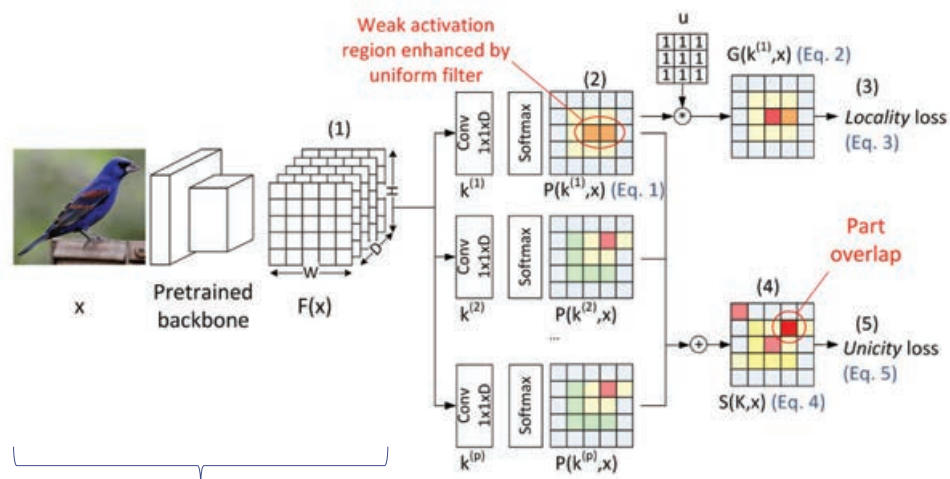 Weak activation
region enhanced by
uniform filter
u
1 1 1
1 1 1
1 1 1
G(k(1),x) (Eq. 2)
(1)
(2)
(3)
Conv
1x1xD
Softmax
*
Locality loss
(Eq. 3)
H
D
W
k(1)
P(k(1),x) (Eq. 1)
x
Pretrained
backbone
F(x)
Conv
1x1xD
Softmax
k(2)
P(k(2),x)
...
Part
overlap
(4)
(5)
+
Unicity loss
(Eq. 5)
S(K,x) (Eq. 4)
Conv
1x1xD
Softmax
k(p)
P(k(p),x)